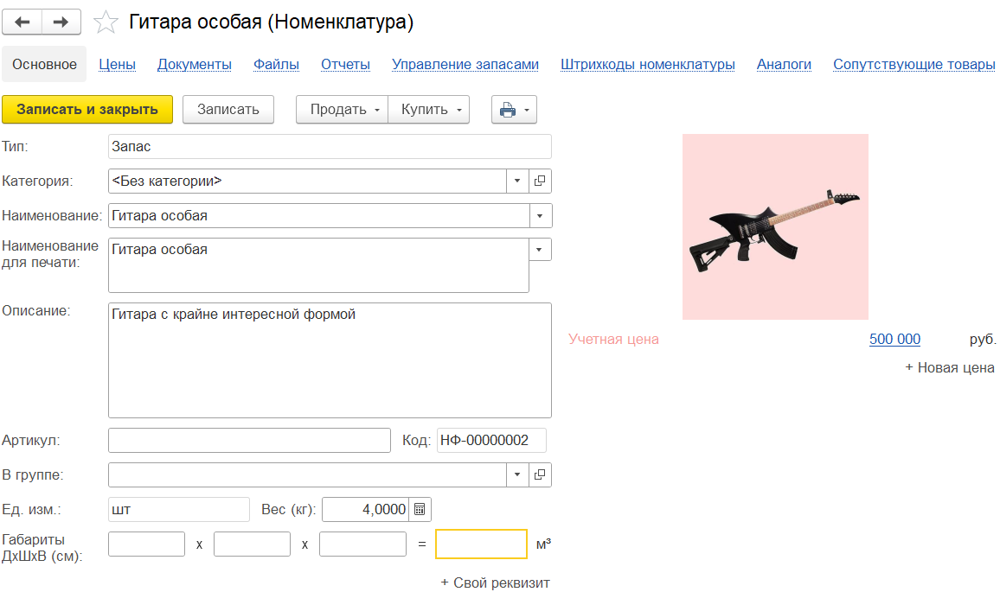 Гитара особая (Номенклатура)
Основное Цены Документы Файлы Отчеты Управление запасами Штрихкоды номенклатуры Аналоги Сопутствующие товары
Записать и закрыть Записать Продать Купить
Тип: Запас
Категория: <Без категории>
Наименование: Гитара особая
Наименование Гитара особая
для печати:
Описание: Гитара с крайне интересной формой
Учетная цена 500 000 руб.
+ Новая цена
Артикул: Код: НФ-00000002
В группе:
Ед. изм.: шт Вес (кг): 4,0000
Габариты
ДхШхВ (см): x x = м³
+ Свой реквизит